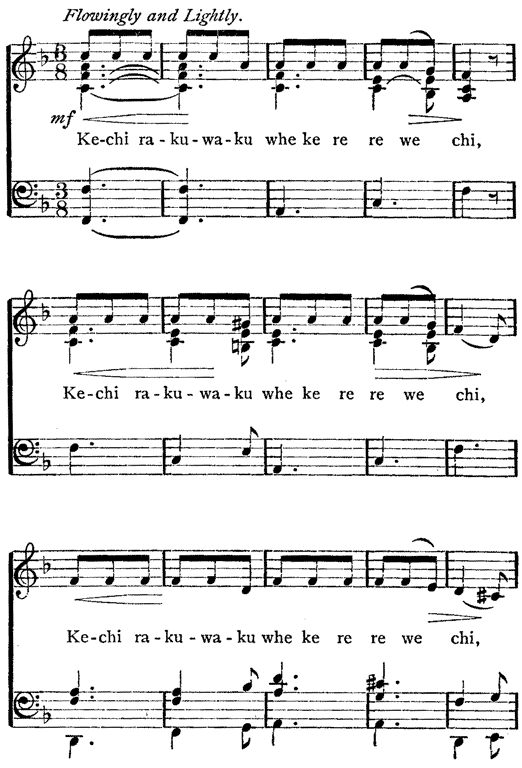 Flowingly and Lightly.
mf
Ke-chi ra-ku-wa-ku whe ke re re we chi,
Ke-chi ra-ku-wa-ku whe ke re re we chi,
Ke-chi ra-ku-wa-ku whe ke re re we chi,